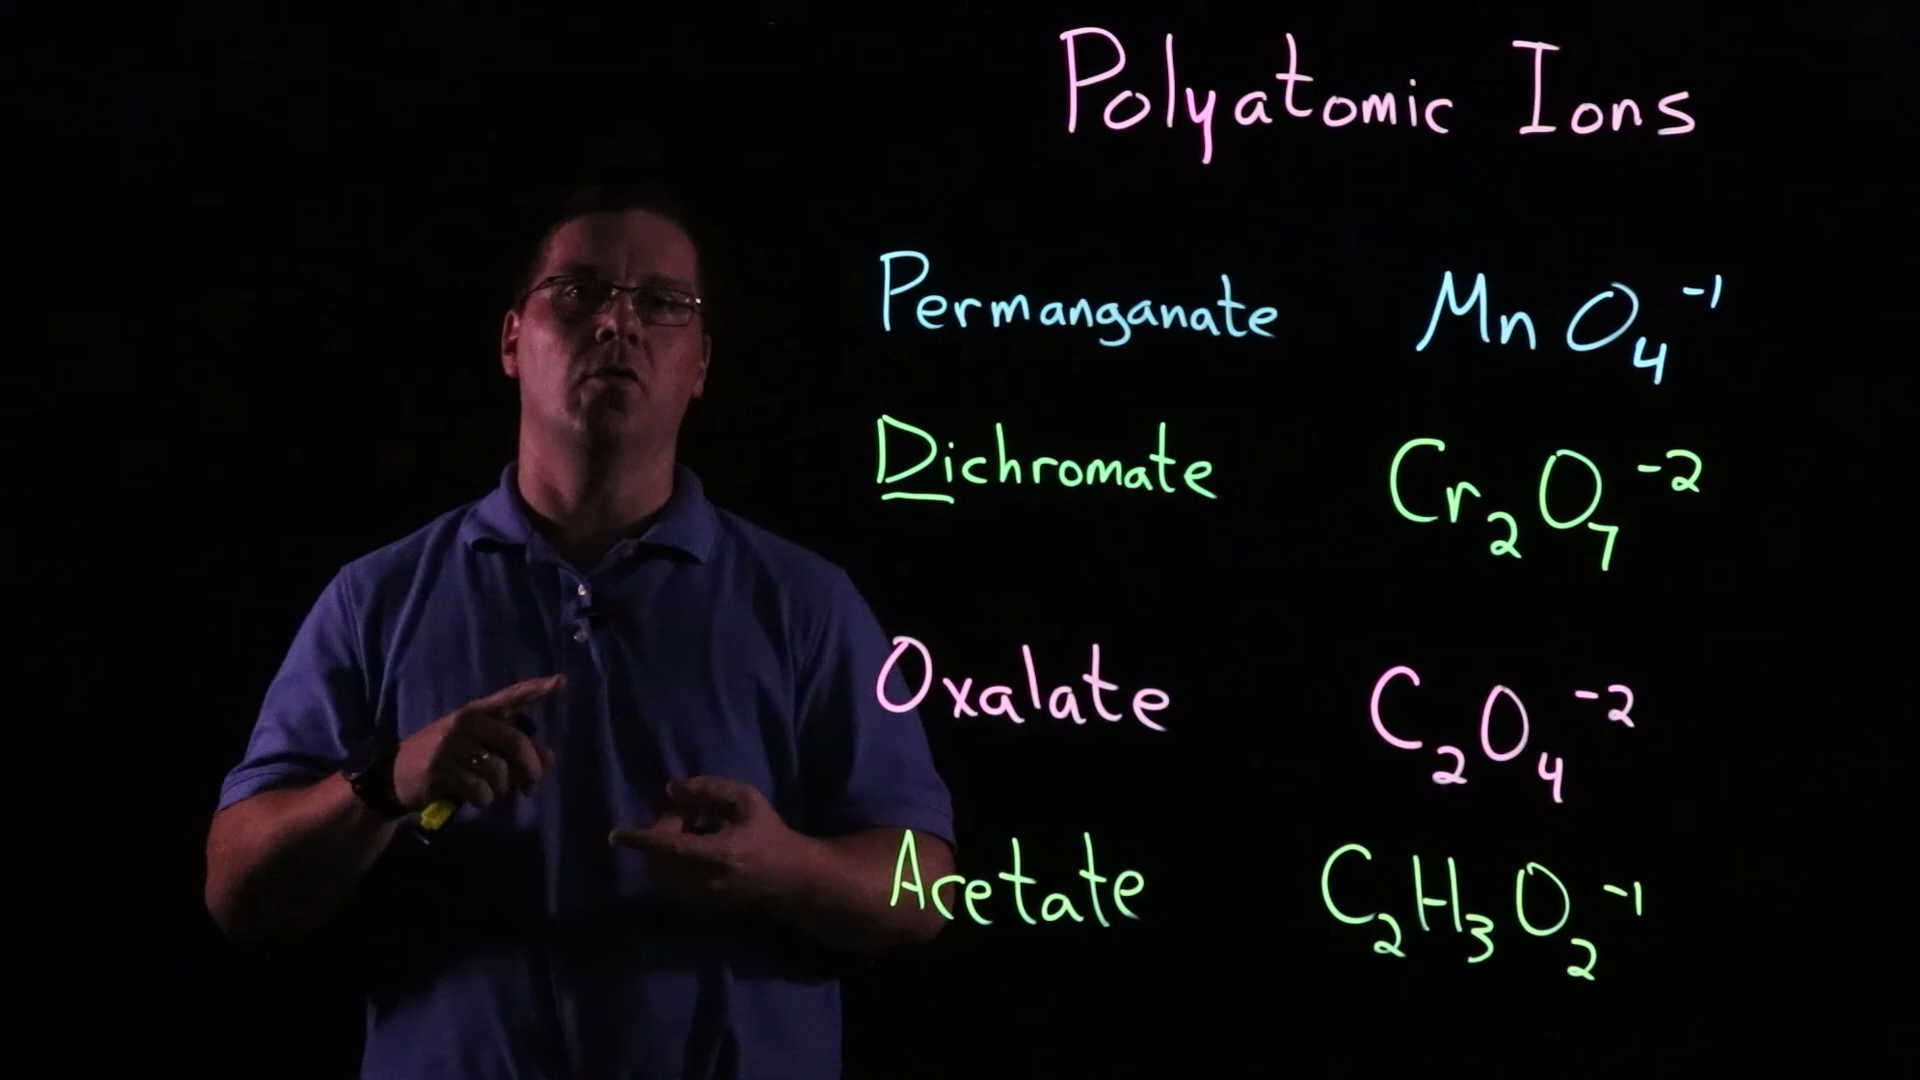 Polyatomic Ions
Permanganate MnO₄⁻¹
Dichromate Cr₂O₇⁻²
Oxalate C₂O₄⁻²
Acetate C₂H₃O₂⁻¹